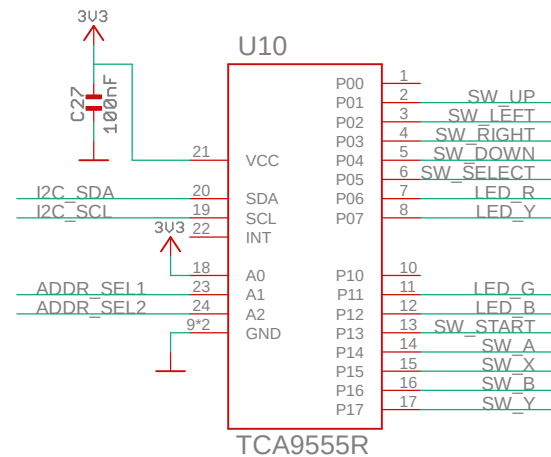 3V3
U10
C27
100nF
P00 1
P01 2 SW_UP
P02 3 SW_LEFT
P03 4 SW_RIGHT
21 VCC P04 5 SW_DOWN
P05 6 SW_SELECT
I2C_SDA 20 SDA P06 7 LED_R
I2C_SCL 19 SCL P07 8 LED_Y
22 INT
3V3
18 A0 P10 10
ADDR_SEL1 23 A1 P11 11 LED_G
ADDR_SEL2 24 A2 P12 12 LED_B
9*2 GND P13 13 SW_START
P14 14 SW_A
P15 15 SW_X
P16 16 SW_B
P17 17 SW_Y
TCA9555R